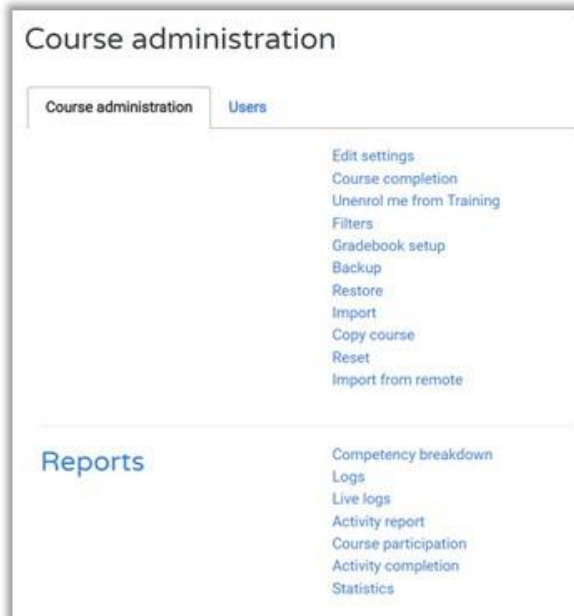 Course administration
Course administration Users
Edit settings
Course completion
Unenrol me from Training
Filters
Gradebook setup
Backup
Restore
Import
Copy course
Reset
Import from remote
Reports
Competency breakdown
Logs
Live logs
Activity report
Course participation
Activity completion
Statistics